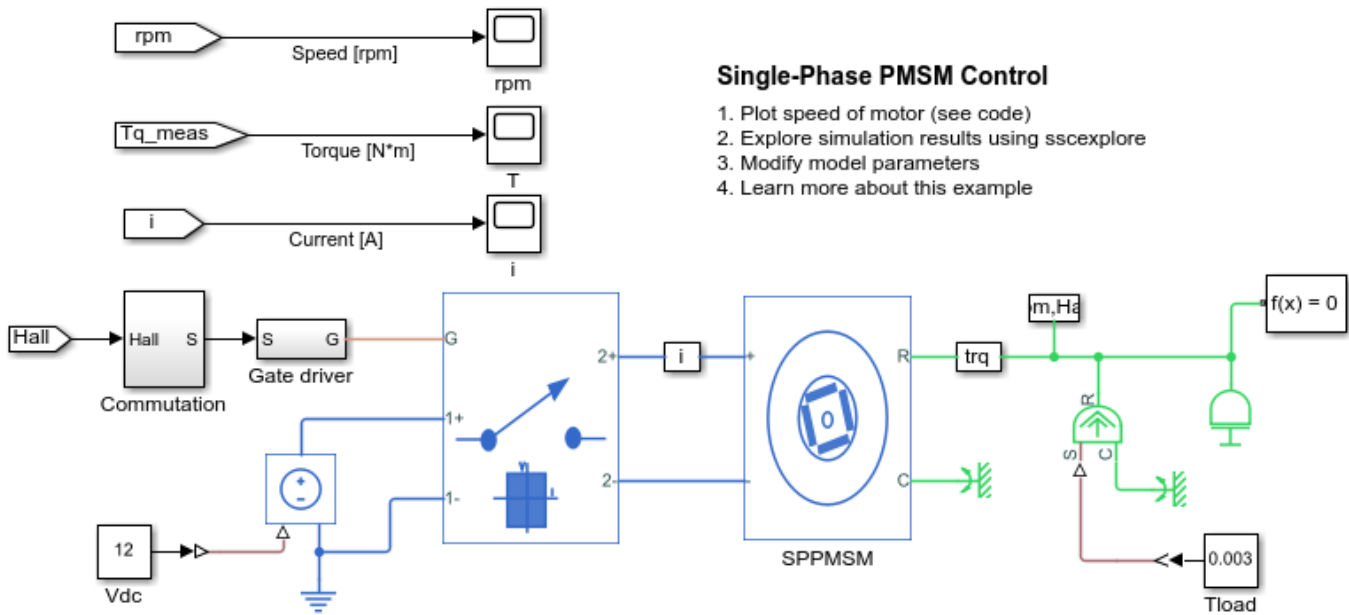 rpm
Speed [rpm]
rpm
Single-Phase PMSM Control
1. Plot speed of motor (see code)
2. Explore simulation results using sscexplore
3. Modify model parameters
4. Learn more about this example
Tq_meas
Torque [N*m]
T
i
Current [A]
i
Hall
Hall S
Commutation
S G
Gate driver
G
1+
1-
2+
2-
i
+
-
R
C
SPPMSM
trq
om,Ha
f(x) = 0
R
S
C
12
Vdc
0.003
Tload